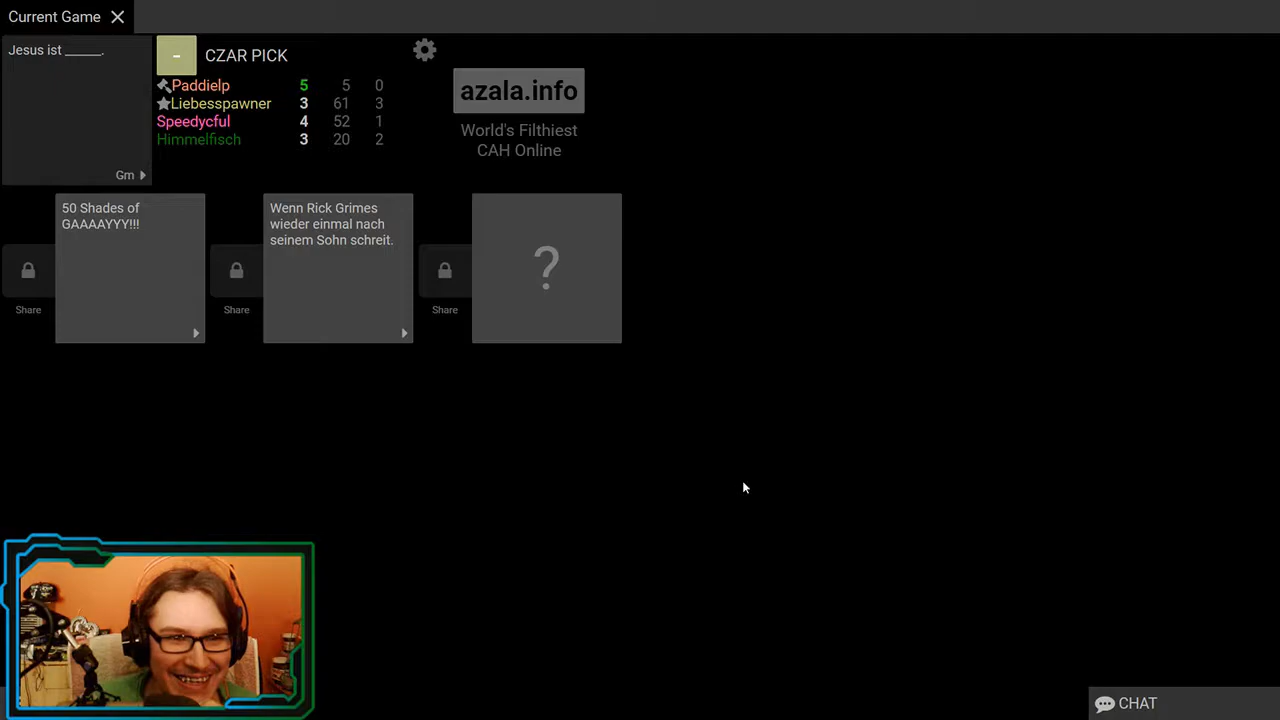 Current Game
Jesus ist ______.
Gm
-
CZAR PICK
Paddielp 5 5 0
Liebesspawner 3 61 3
Speedycful 4 52 1
Himmelfisch 3 20 2
azala.info
World's Filthiest
CAH Online
Share
50 Shades of
GAAAAYYY!!!
Share
Wenn Rick Grimes
wieder einmal nach
seinem Sohn schreit.
Share
?
CHAT